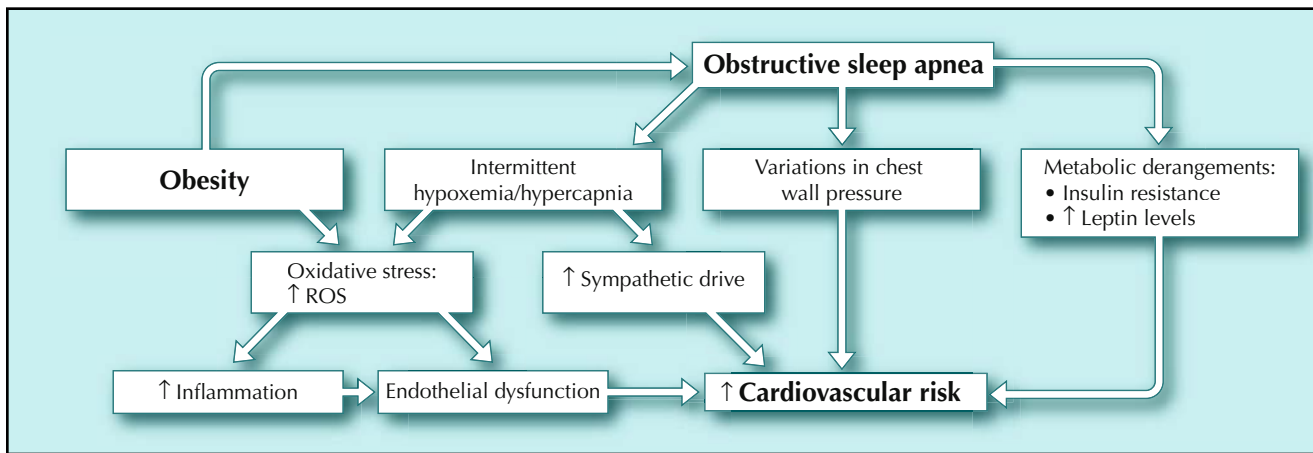 Obstructive sleep apnea
Obesity
Intermittent
hypoxemia/hypercapnia
Variations in chest
wall pressure
Metabolic derangements:
• Insulin resistance
• ↑ Leptin levels
Oxidative stress:
↑ ROS
↑ Sympathetic drive
↑ Inflammation
Endothelial dysfunction
↑ Cardiovascular risk